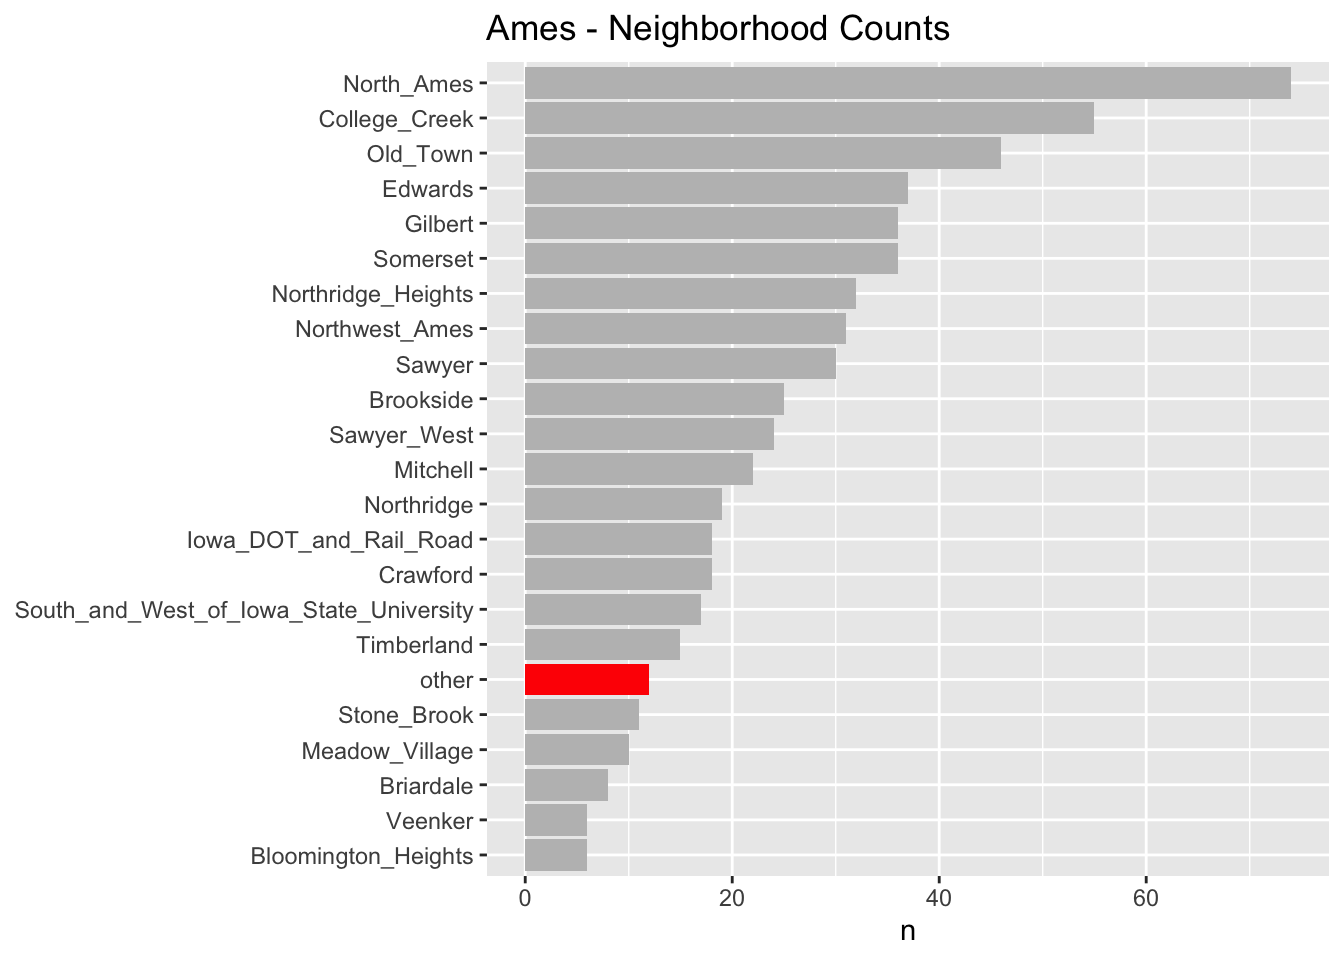 Ames - Neighborhood Counts
North_Ames
College_Creek
Old_Town
Edwards
Gilbert
Somerset
Northridge_Heights
Northwest_Ames
Sawyer
Brookside
Sawyer_West
Mitchell
Northridge
Iowa_DOT_and_Rail_Road
Crawford
South_and_West_of_Iowa_State_University
Timberland
other
Stone_Brook
Meadow_Village
Briardale
Veenker
Bloomington_Heights
0 20 40 60
n